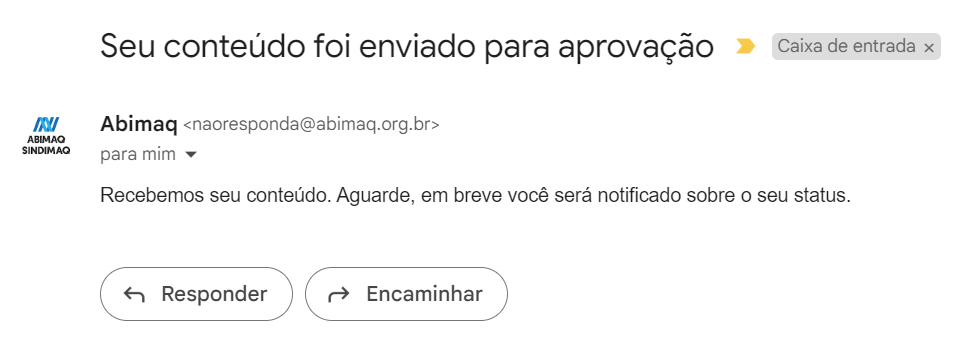 Seu conteúdo foi enviado para aprovação Caixa de entrada ×
ABIMAQ
SINDIMAQ
Abimaq <naoresponda@abimaq.org.br>
para mim
Recebemos seu conteúdo. Aguarde, em breve você será notificado sobre o seu status.
Responder Encaminhar